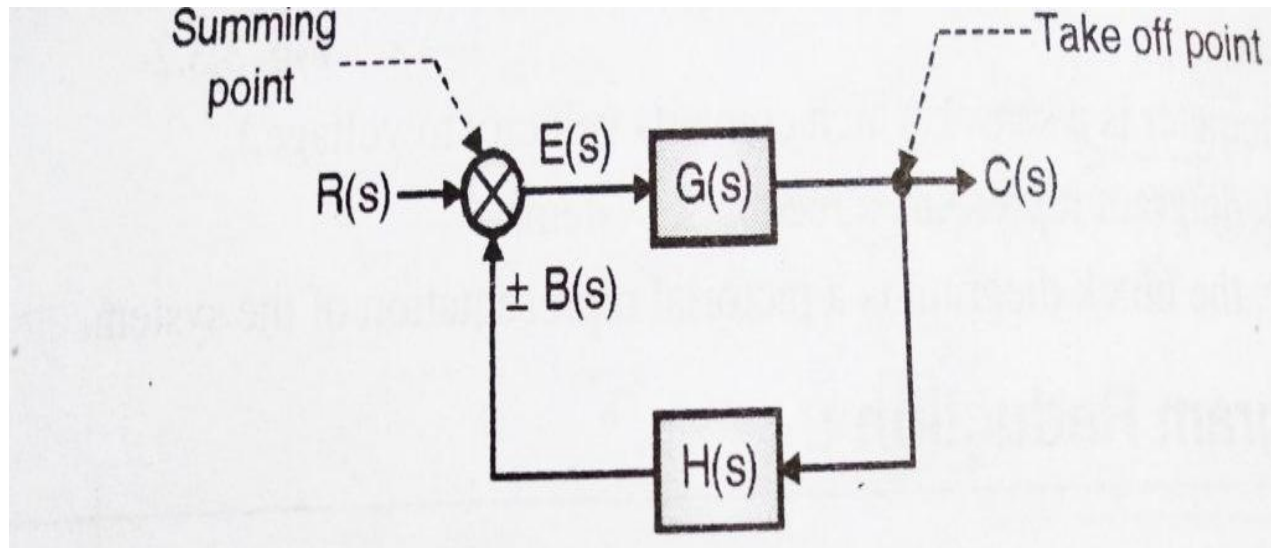 Summing
point
Take off point
R(s)
E(s)
G(s)
C(s)
± B(s)
H(s)